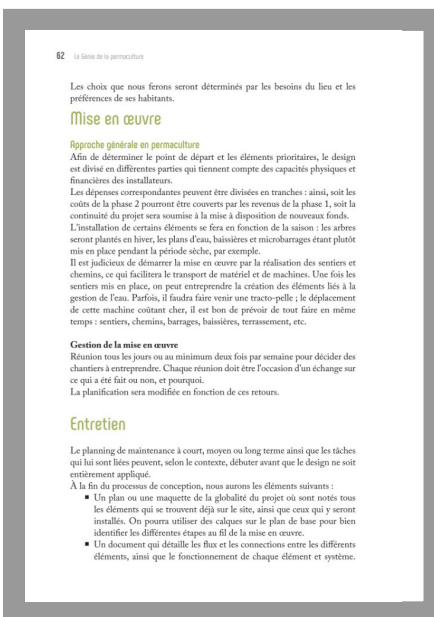 62 Le Génie de la permaculture
Les choix que nous ferons seront déterminés par les besoins du lieu et les
préférences de ses habitants.
Mise en œuvre
Approche générale en permaculture
Afin de déterminer le point de départ et les éléments prioritaires, le design
est divisé en différentes parties qui tiennent compte des capacités physiques et
financières des installateurs.
Les dépenses correspondantes peuvent être divisées en tranches : ainsi, soit les
coûts de la phase 2 pourront être couverts par les revenus de la phase 1, soit la
continuité du projet sera soumise à la mise à disposition de nouveaux fonds.
L'installation de certains éléments se fera en fonction de la saison : les arbres
seront plantés en hiver, les plans d'eau, baissières et microbarrages étant plutôt
mis en place pendant la période sèche, par exemple.
Il est judicieux de démarrer la mise en œuvre par la réalisation des sentiers et
chemins, ce qui facilitera le transport de matériel et de machines. Une fois les
sentiers mis en place, on peut entreprendre la création des éléments liés à la
gestion de l'eau. Parfois, il faudra faire venir une tracto-pelle ; le déplacement
de cette machine coûtant cher, il est bon de prévoir de tout faire en même
temps : sentiers, chemins, barrages, baissières, terrassement, etc.
Gestion de la mise en œuvre
Réunion tous les jours ou au minimum deux fois par semaine pour décider des
chantiers à entreprendre. Chaque réunion doit être l'occasion d'un échange sur
ce qui a été fait ou non, et pourquoi.
La planification sera modifiée en fonction de ces retours.
Entretien
Le planning de maintenance à court, moyen ou long terme ainsi que les tâches
qui lui sont liées peuvent, selon le contexte, débuter avant que le design ne soit
entièrement appliqué.
À la fin du processus de conception, nous aurons les éléments suivants :
■ Un plan ou une maquette de la globalité du projet où sont notés tous
les éléments qui se trouvent déjà sur le site, ainsi que ceux qui y seront
installés. On pourra utiliser des calques sur le plan de base pour bien
identifier les différentes étapes au fil de la mise en œuvre.
■ Un document qui détaille les flux et les connections entre les différents
éléments, ainsi que le fonctionnement de chaque élément et système.